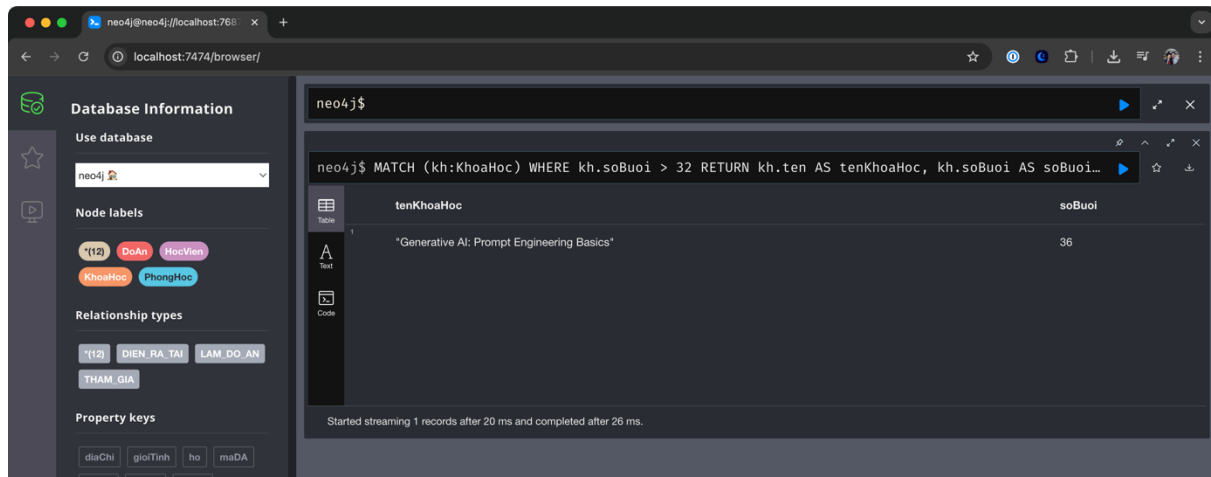 neo4j@neo4j://localhost:768
localhost:7474/browser/
Database Information
Use database
neo4j
Node labels
*(12) DoAn HocVien
KhoaHoc PhongHoc
Relationship types
*(12) DIEN_RA_TAI LAM_DO_AN
THAM_GIA
Property keys
diaChi gioiTinh ho maDA
neo4j$
neo4j$ MATCH (kh:KhoaHoc) WHERE kh.soBuoi > 32 RETURN kh.ten AS tenKhoaHoc, kh.soBuoi AS soBuoi…
Table
Text
Code
tenKhoaHoc soBuoi
1 "Generative AI: Prompt Engineering Basics" 36
Started streaming 1 records after 20 ms and completed after 26 ms.